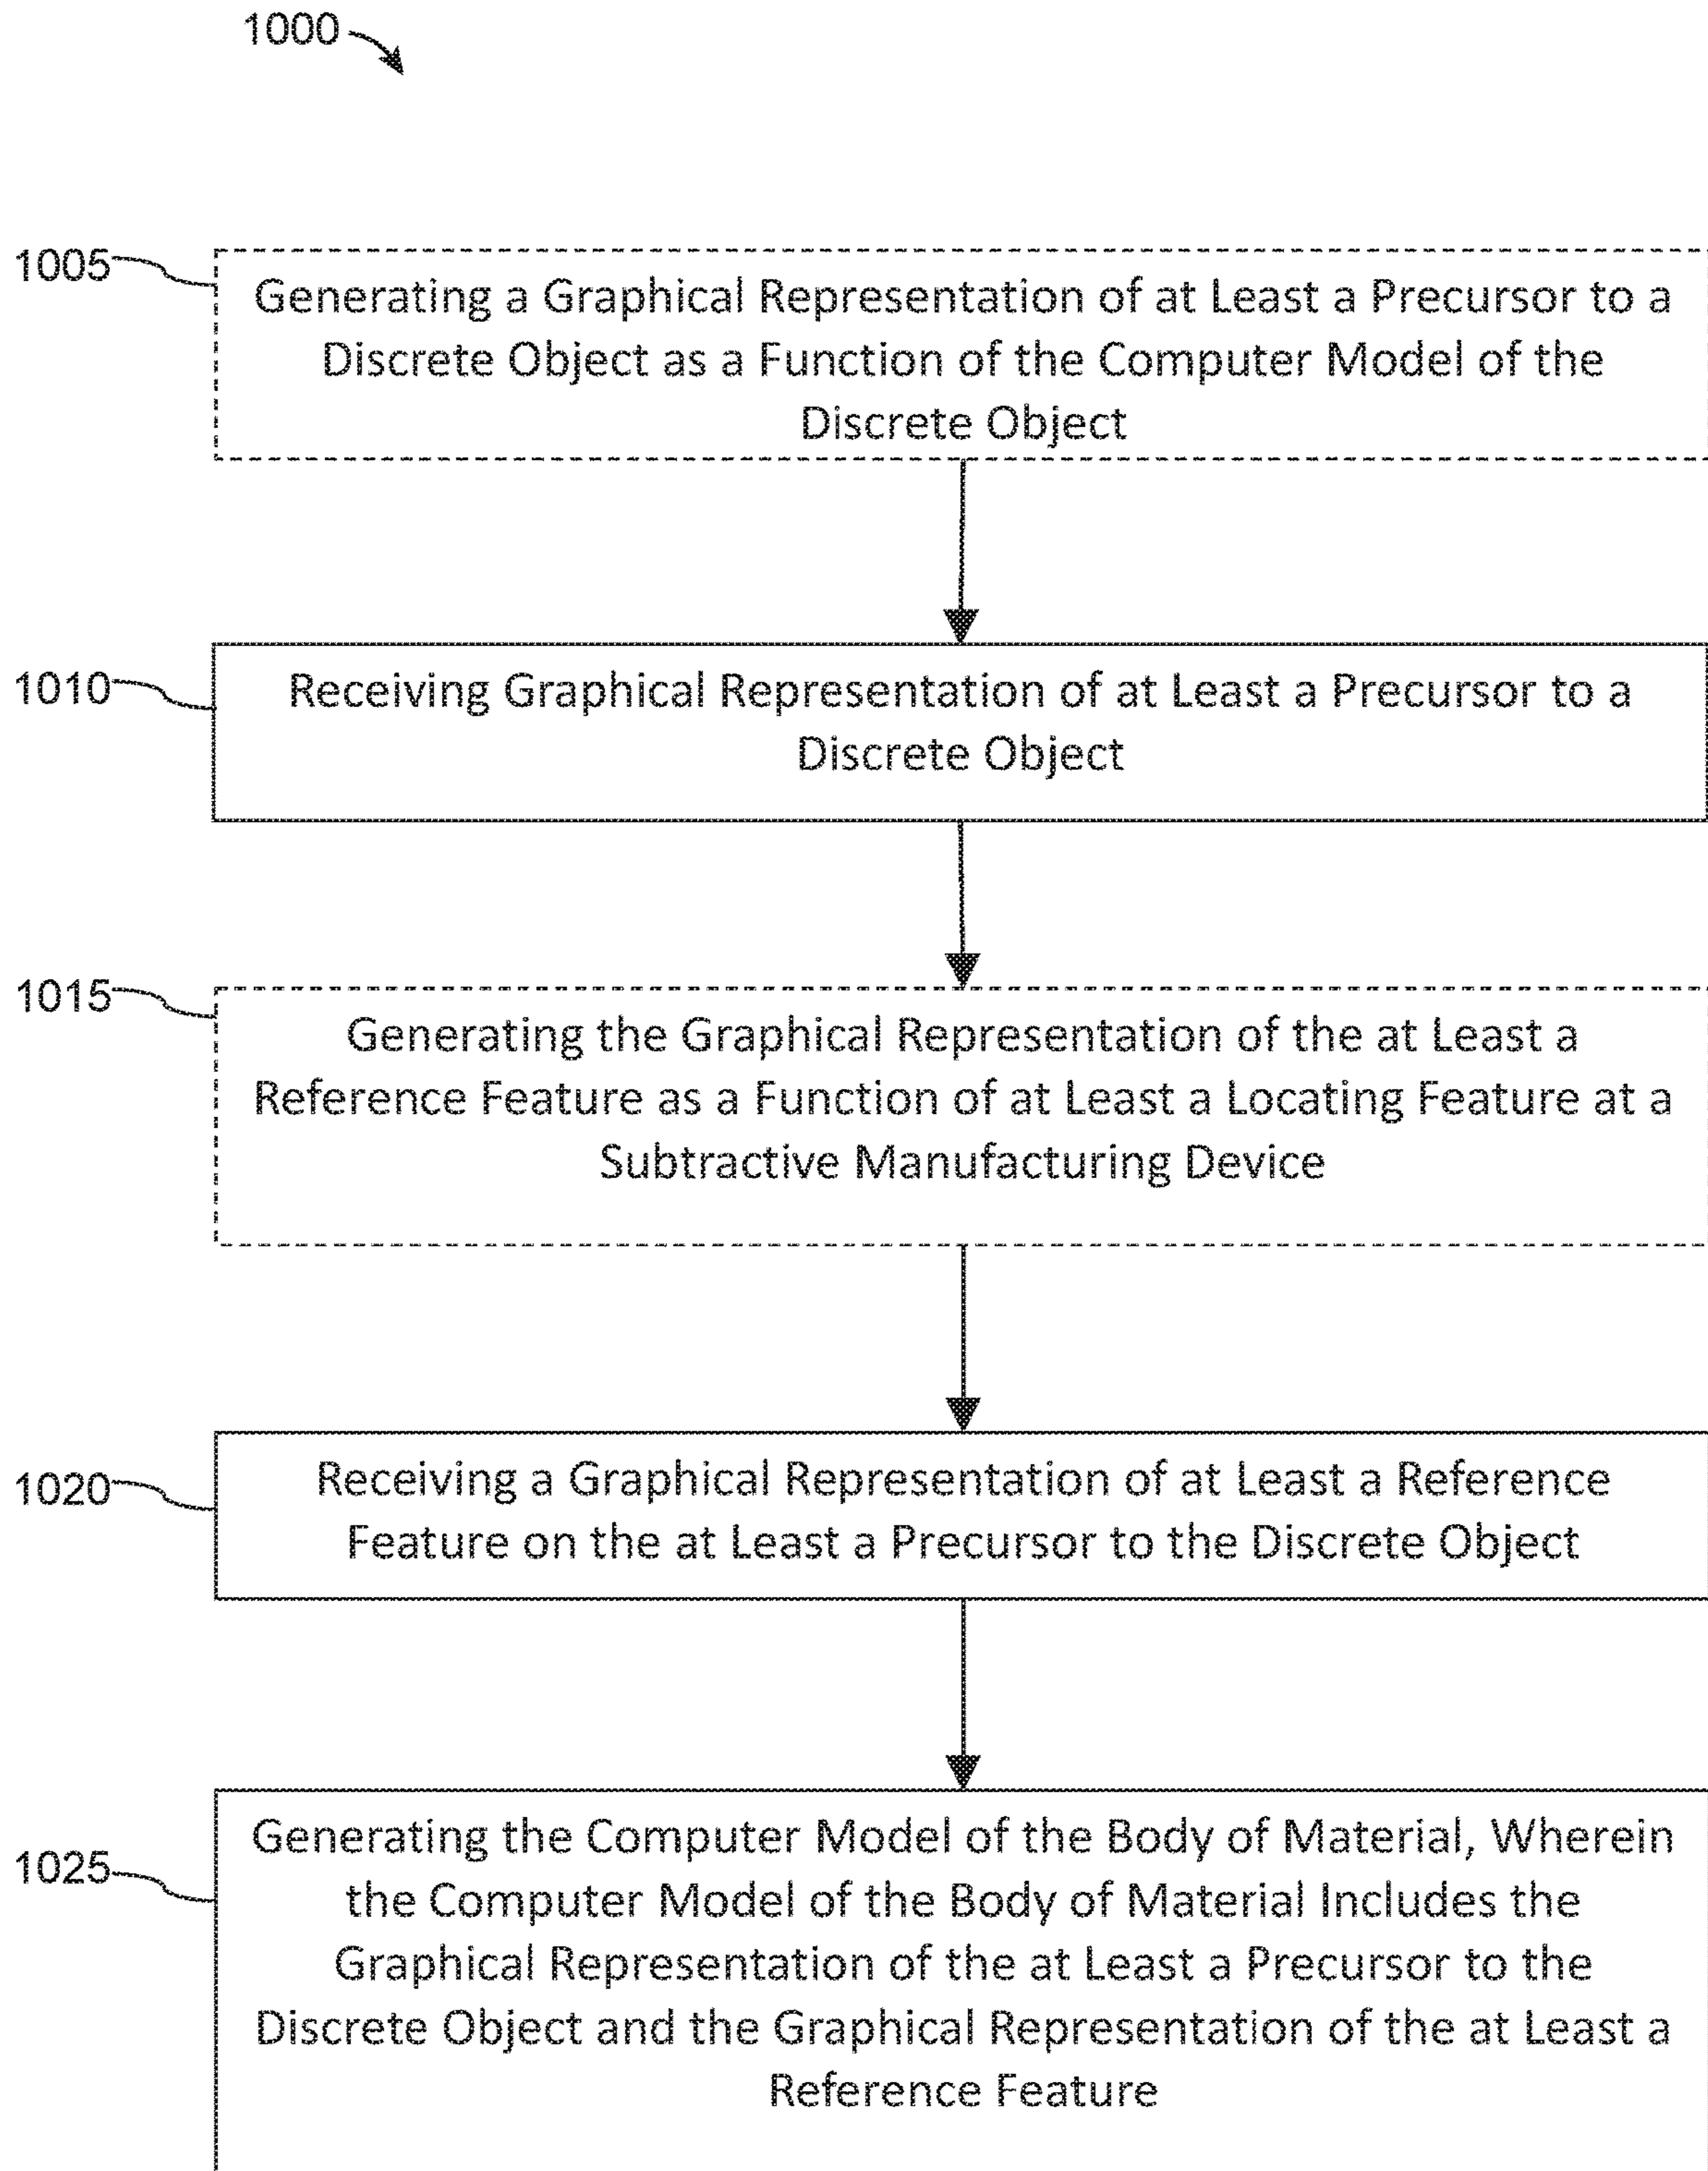 1000
1005
Generating a Graphical Representation of at Least a Precursor to a
Discrete Object as a Function of the Computer Model of the
Discrete Object
1010
Receiving Graphical Representation of at Least a Precursor to a
Discrete Object
1015
Generating the Graphical Representation of the at Least a
Reference Feature as a Function of at Least a Locating Feature at a
Subtractive Manufacturing Device
1020
Receiving a Graphical Representation of at Least a Reference
Feature on the at Least a Precursor to the Discrete Object
1025
Generating the Computer Model of the Body of Material, Wherein
the Computer Model of the Body of Material Includes the
Graphical Representation of the at Least a Precursor to the
Discrete Object and the Graphical Representation of the at Least a
Reference Feature